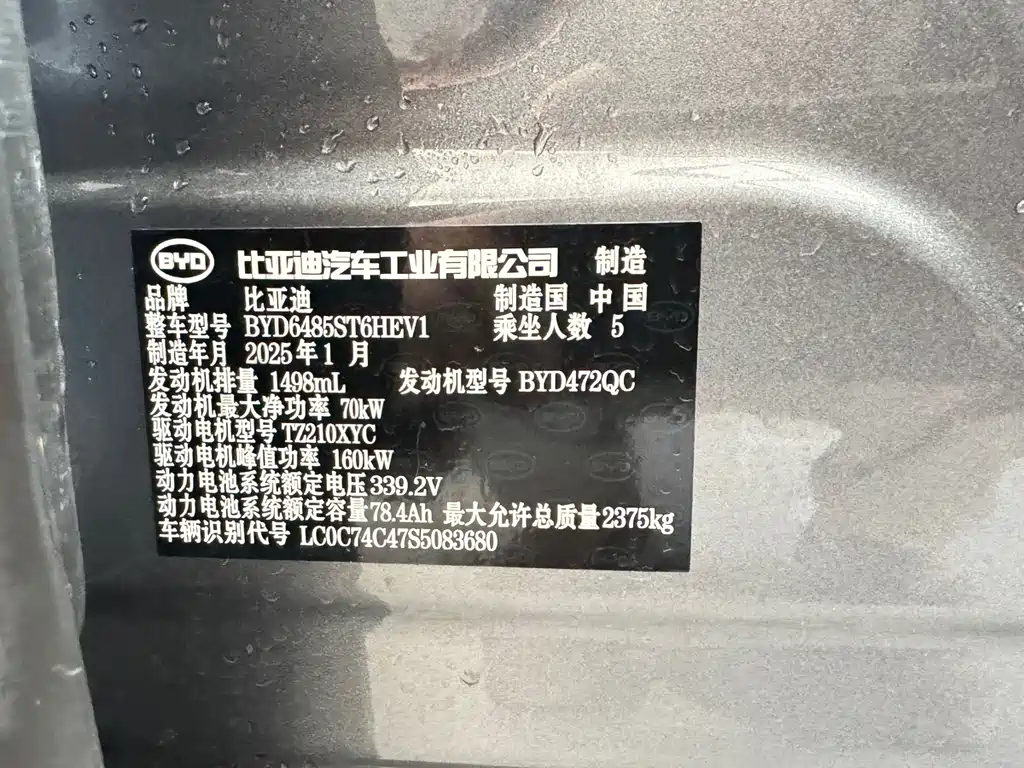 BYD 比亚迪汽车工业有限公司 制造
品牌 比亚迪 制造国 中国
整车型号 BYD6485ST6HEV1 乘坐人数 5
制造年月 2025年1月
发动机排量 1498mL 发动机型号 BYD472QC
发动机最大净功率 70kW
驱动电机型号 TZ210XYC
驱动电机峰值功率 160kW
动力电池系统额定电压 339.2V
动力电池系统额定容量 78.4Ah 最大允许总质量 2375kg
车辆识别代号 LC0C74C47S5083680